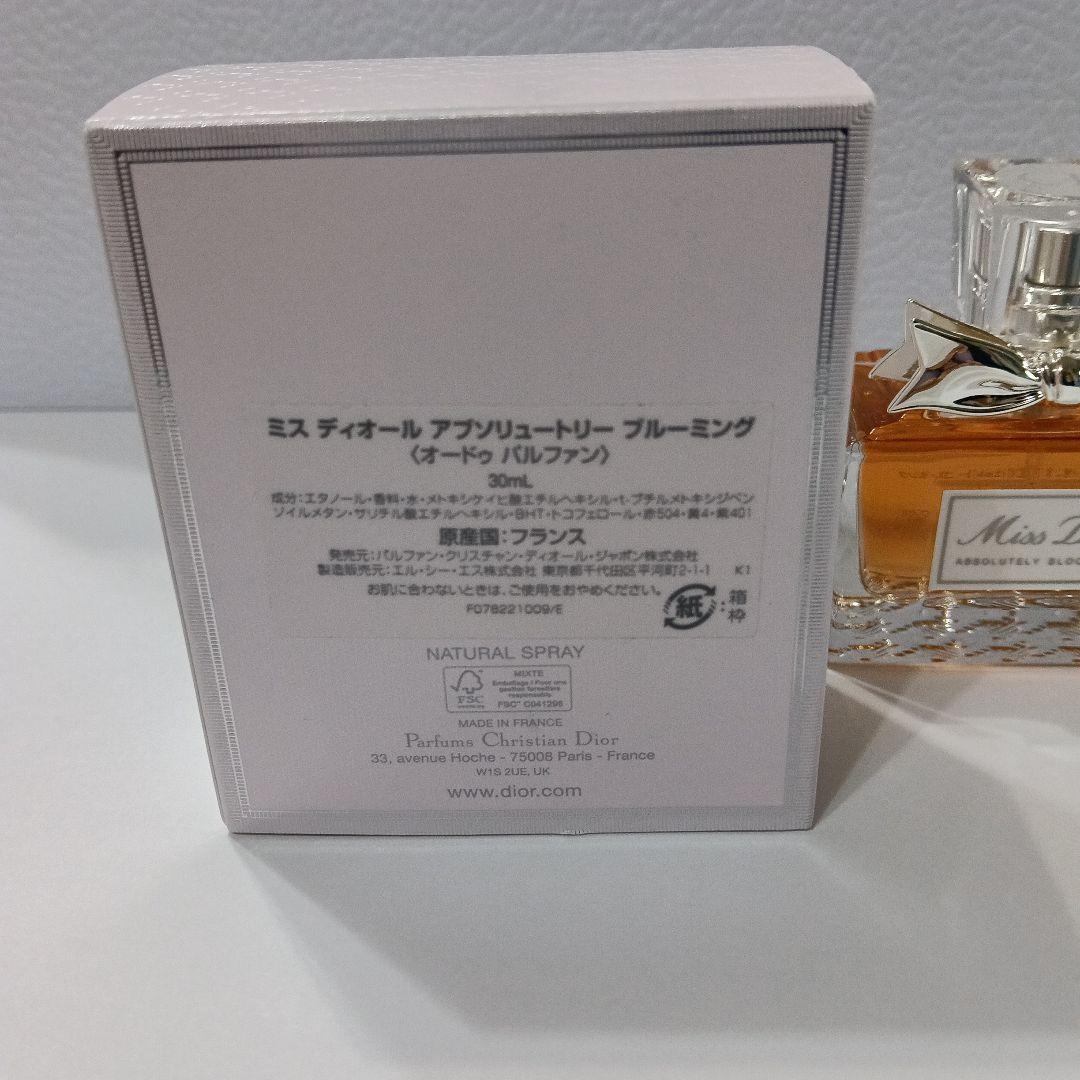 ミス ディオール アブソリュートリー ブルーミング
〈オードゥ パルファン〉
30mL
成分:エタノール・香料・水・メトキシケイヒ酸エチルヘキシル・t-ブチルメトキシジベン
ゾイルメタン・サリチル酸エチルヘキシル・BHT・トコフェロール・赤504・黄4・紫401
原産国:フランス
発売元:パルファン・クリスチャン・ディオール・ジャポン株式会社
製造販売元:エル・シー・エス株式会社 東京都千代田区平河町2-1-1 K1
お肌に合わないときは、ご使用をおやめください。
F078221009/E
紙 :箱枠
NATURAL SPRAY
FSC
MIXTE
Emballage / Pour une
gestion forestière
responsable
FSC® C041296
MADE IN FRANCE
Parfums Christian Dior
33, avenue Hoche - 75008 Paris - France
W1S 2UE, UK
www.dior.com
Miss D
ABSOLUTELY BLOO